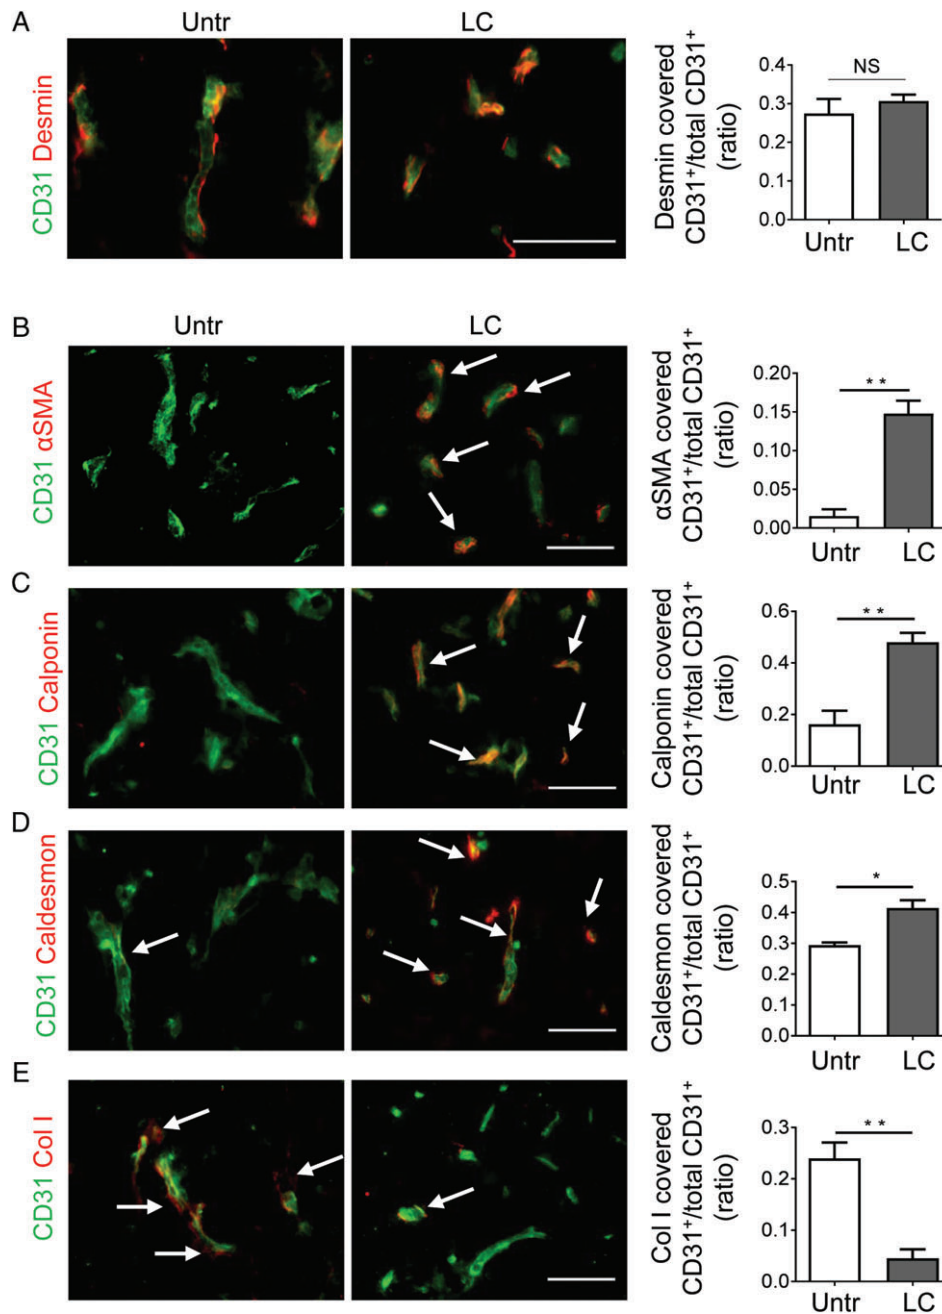 A
Untr
LC
CD31 Desmin
Desmin covered
CD31⁺/total CD31⁺
(ratio)
0.4
0.3
0.2
0.1
0.0
NS
Untr
LC
B
Untr
LC
CD31 αSMA
αSMA covered
CD31⁺/total CD31⁺
(ratio)
0.20
0.15
0.10
0.05
0.00
**
Untr
LC
C
CD31 Calponin
Calponin covered
CD31⁺/total CD31⁺
(ratio)
0.6
0.4
0.2
0.0
**
Untr
LC
D
CD31 Caldesmon
Caldesmon covered
CD31⁺/total CD31⁺
(ratio)
0.5
0.4
0.3
0.2
0.1
0.0
*
Untr
LC
E
CD31 Col I
Col I covered
CD31⁺/total CD31⁺
(ratio)
0.3
0.2
0.1
0.0
**
Untr
LC